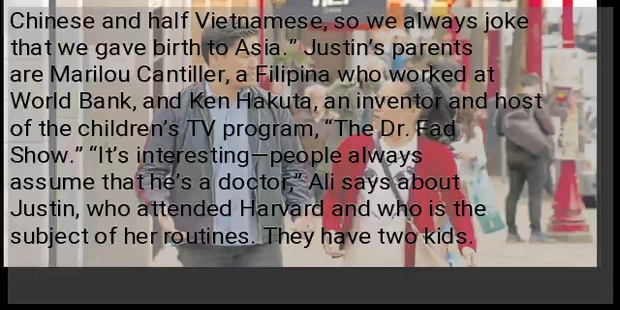 Chinese and half Vietnamese, so we always joke
that we gave birth to Asia.” Justin’s parents
are Marilou Cantiller, a Filipina who worked at
World Bank, and Ken Hakuta, an inventor and host
of the children’s TV program, “The Dr. Fad
Show.” “It’s interesting—people always
assume that he’s a doctor,” Ali says about
Justin, who attended Harvard and who is the
subject of her routines. They have two kids.